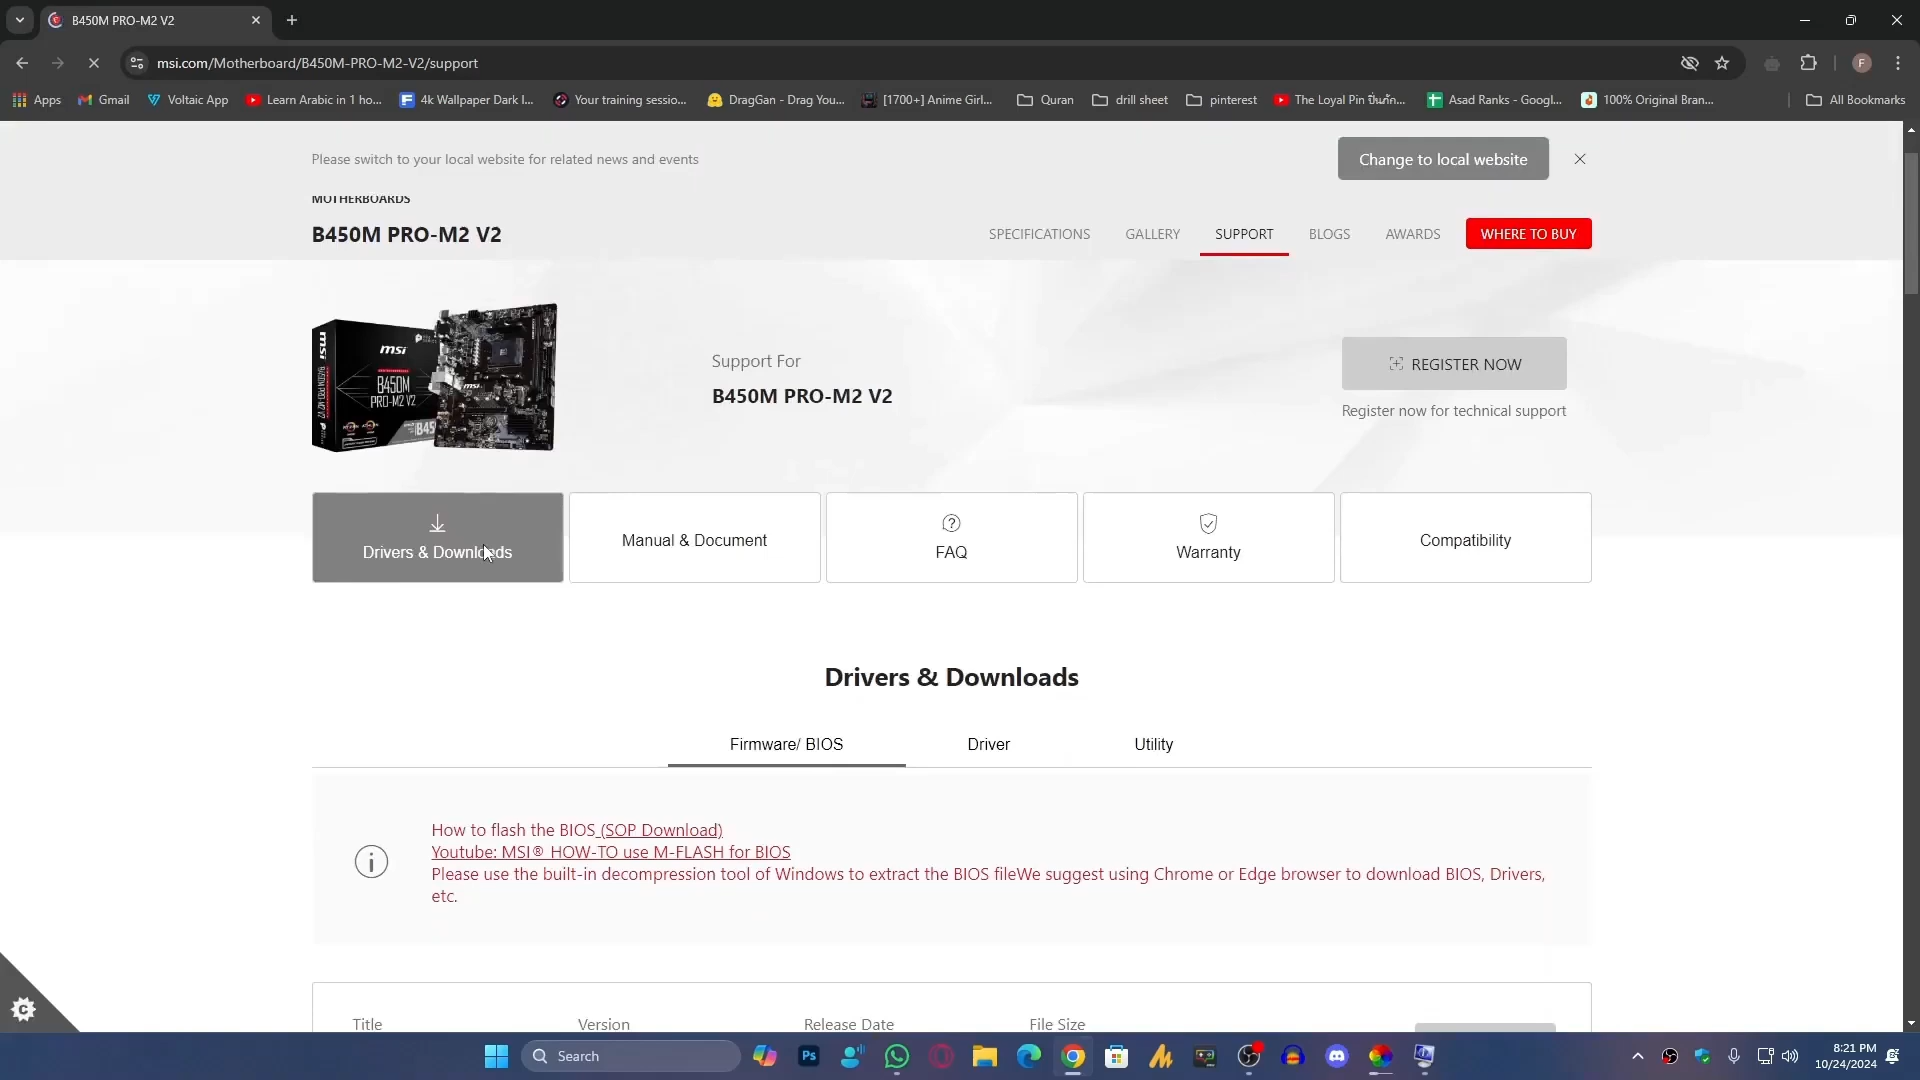 B450M PRO-M2 V2
msi.com/Motherboard/B450M-PRO-M2-V2/support
F
Apps
Gmail
Voltaic App
Learn Arabic in 1 ho...
4k Wallpaper Dark I...
Your training sessio...
DragGan - Drag You...
[1700+] Anime Girl...
Quran
drill sheet
pinterest
The Loyal Pin ปิ่นภัก...
Asad Ranks - Googl...
100% Original Bran...
All Bookmarks
Please switch to your local website for related news and events
Change to local website
MOTHERBOARDS
B450M PRO-M2 V2
SPECIFICATIONS
GALLERY
SUPPORT
BLOGS
AWARDS
WHERE TO BUY
msi
B450M
PRO-M2 V2
Support For
B450M PRO-M2 V2
REGISTER NOW
Register now for technical support
Drivers & Downloads
Manual & Document
FAQ
Warranty
Compatibility
Drivers & Downloads
Firmware/ BIOS
Driver
Utility
How to flash the BIOS (SOP Download)
Youtube: MSI® HOW-TO use M-FLASH for BIOS
Please use the built-in decompression tool of Windows to extract the BIOS fileWe suggest using Chrome or Edge browser to download BIOS, Drivers,
etc.
Title
Version
Release Date
File Size
Search
Ps
8:21 PM
10/24/2024